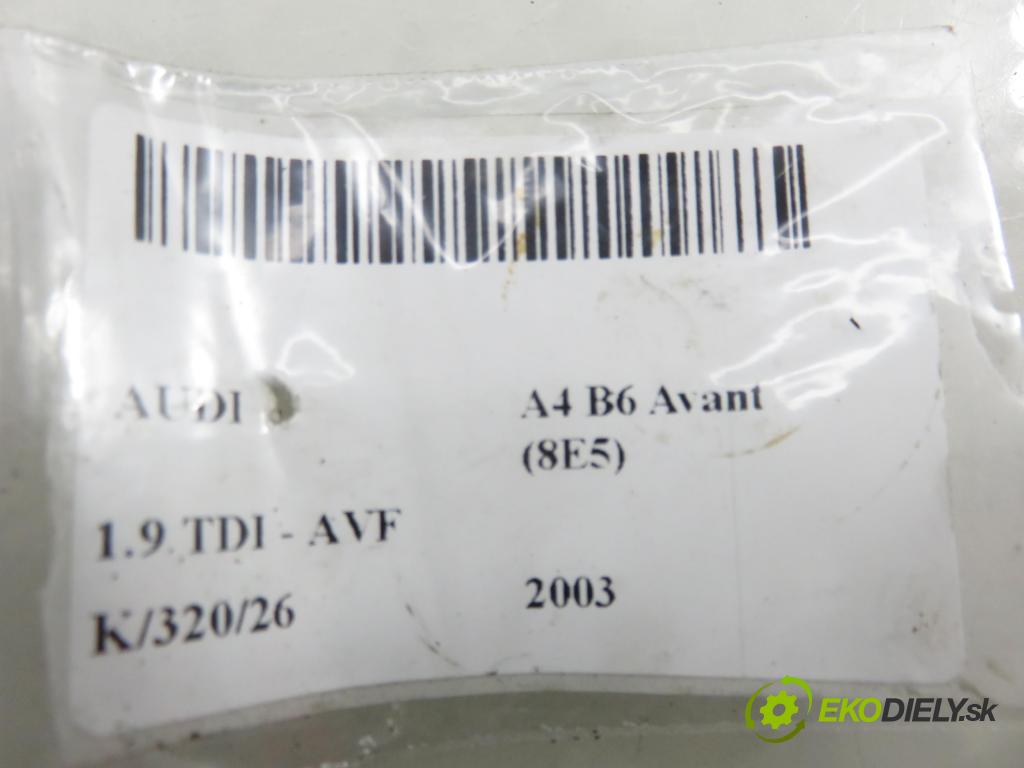 AUDI
A4 B6 Avant
(8E5)
1.9 TDI - AVF
K/320/26
2003
EKODIELY.sk